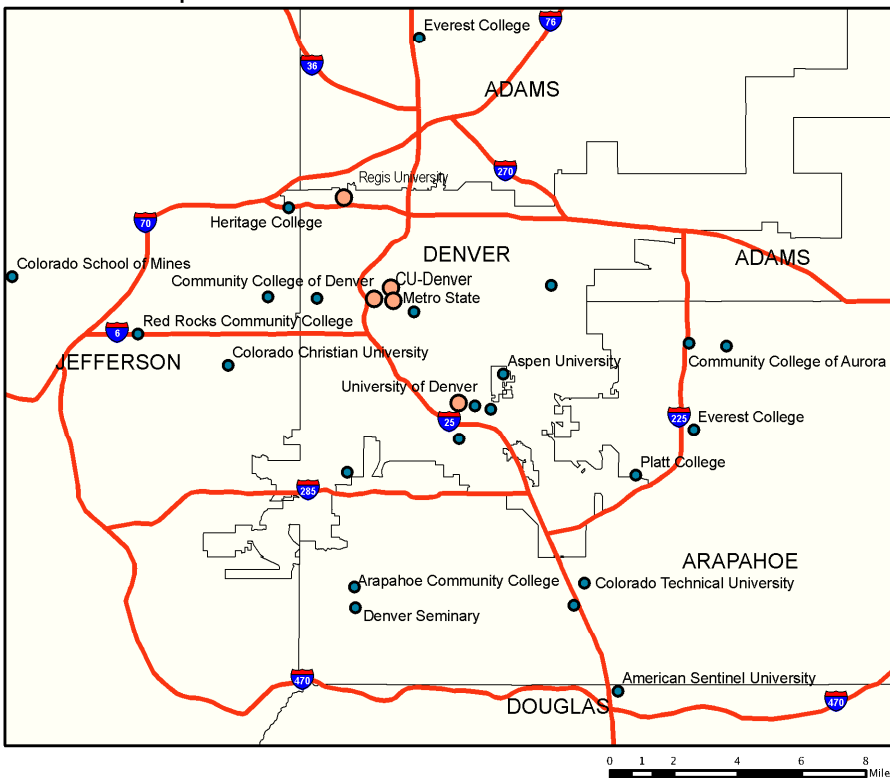 Everest College
76
36
ADAMS
270
Regis University
70
Heritage College
DENVER
ADAMS
Colorado School of Mines
Community College of Denver
CU-Denver
Metro State
6
Red Rocks Community College
JEFFERSON
Colorado Christian University
Aspen University
Community College of Aurora
University of Denver
25
225
Everest College
Platt College
285
ARAPAHOE
Arapahoe Community College
Colorado Technical University
Denver Seminary
470
American Sentinel University
DOUGLAS
470
0 1 2 4 6 8
Mile